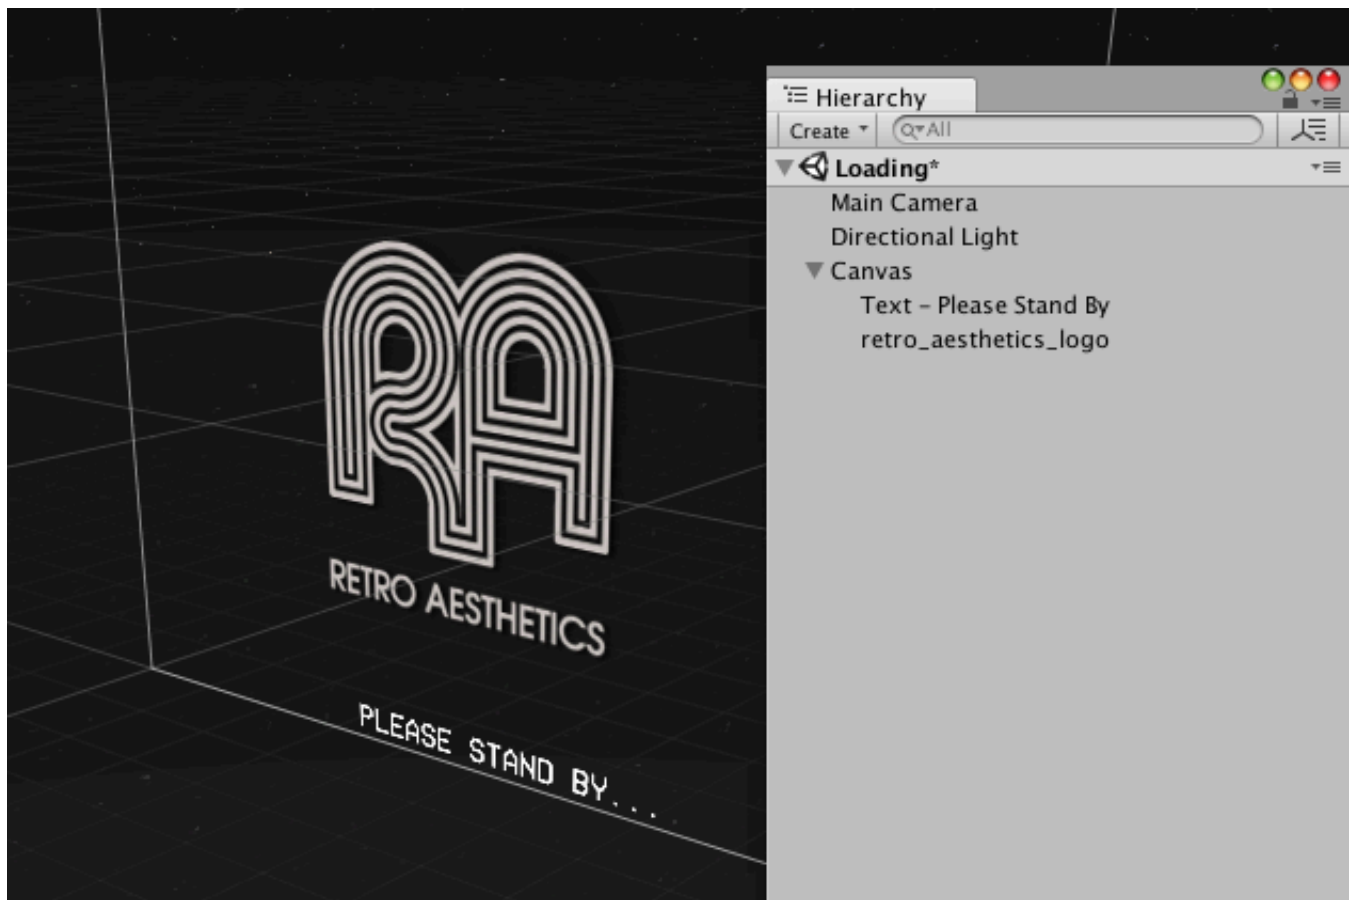 RA
RETRO AESTHETICS
PLEASE STAND BY...
Hierarchy
Create
All
Loading*
Main Camera
Directional Light
Canvas
Text - Please Stand By
retro_aesthetics_logo